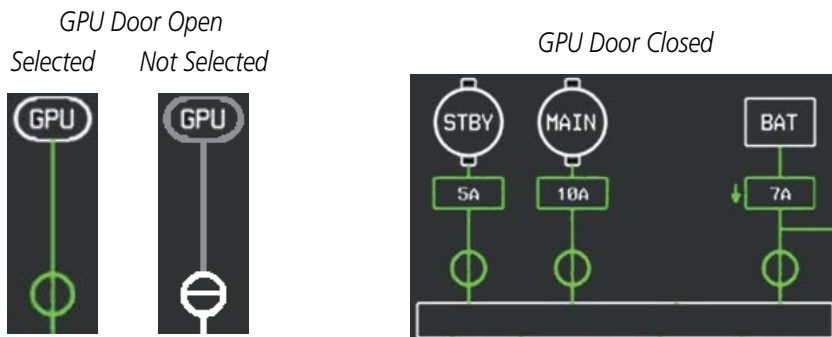 GPU Door Open
Selected Not Selected
GPU GPU
GPU Door Closed
STBY MAIN BAT
5A 10A 7A